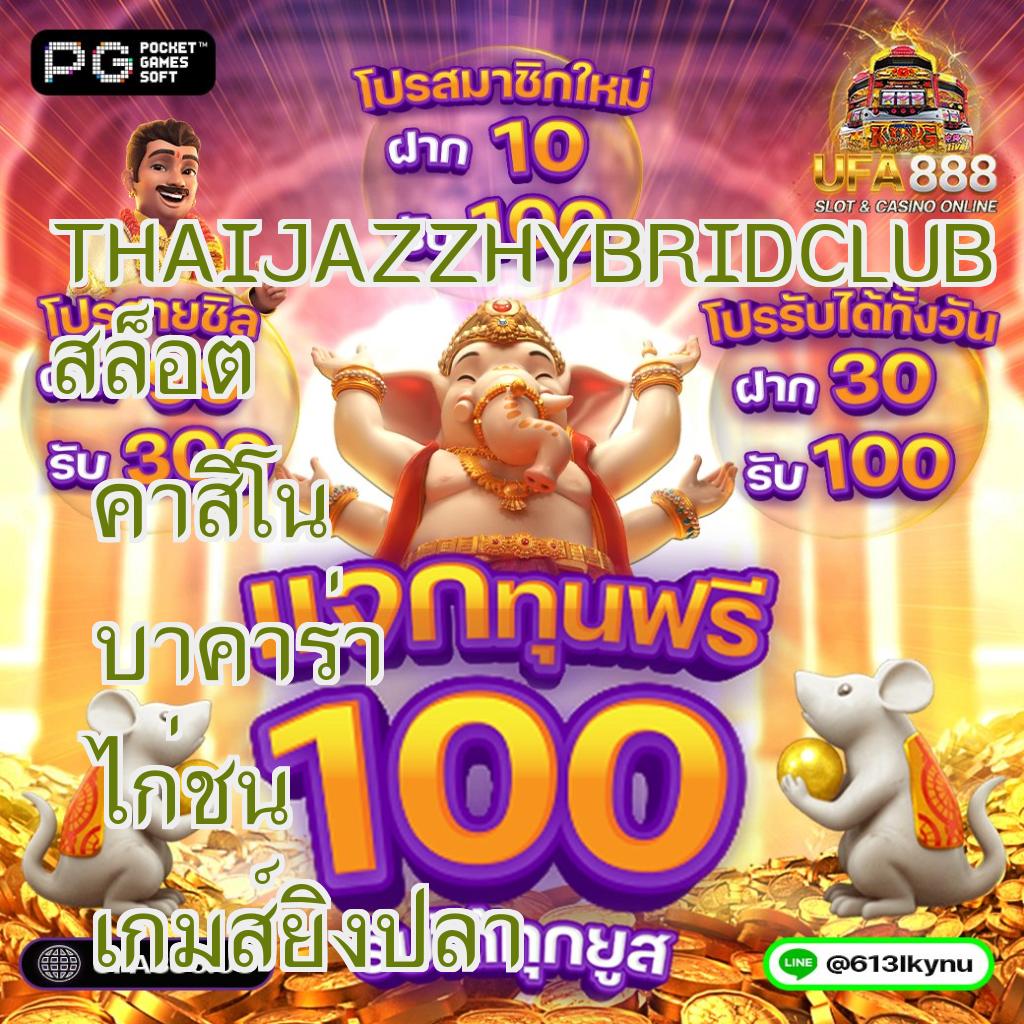 PG POCKET GAMES SOFT™
โปรสมาชิกใหม่
ฝาก 10
100
UFA888
SLOT & CASINO ONLINE
THAIJAZZHYBRIDCLUB
โปรรับได้ทั้งวัน
ฝาก 30
รับ 100
สล็อต
รับ 300
คาสิโน
แจกทุนฟรี
100
บาคาร่า
ไก่ชน
เกมส์ยิงปลา
LINE @613lkynu